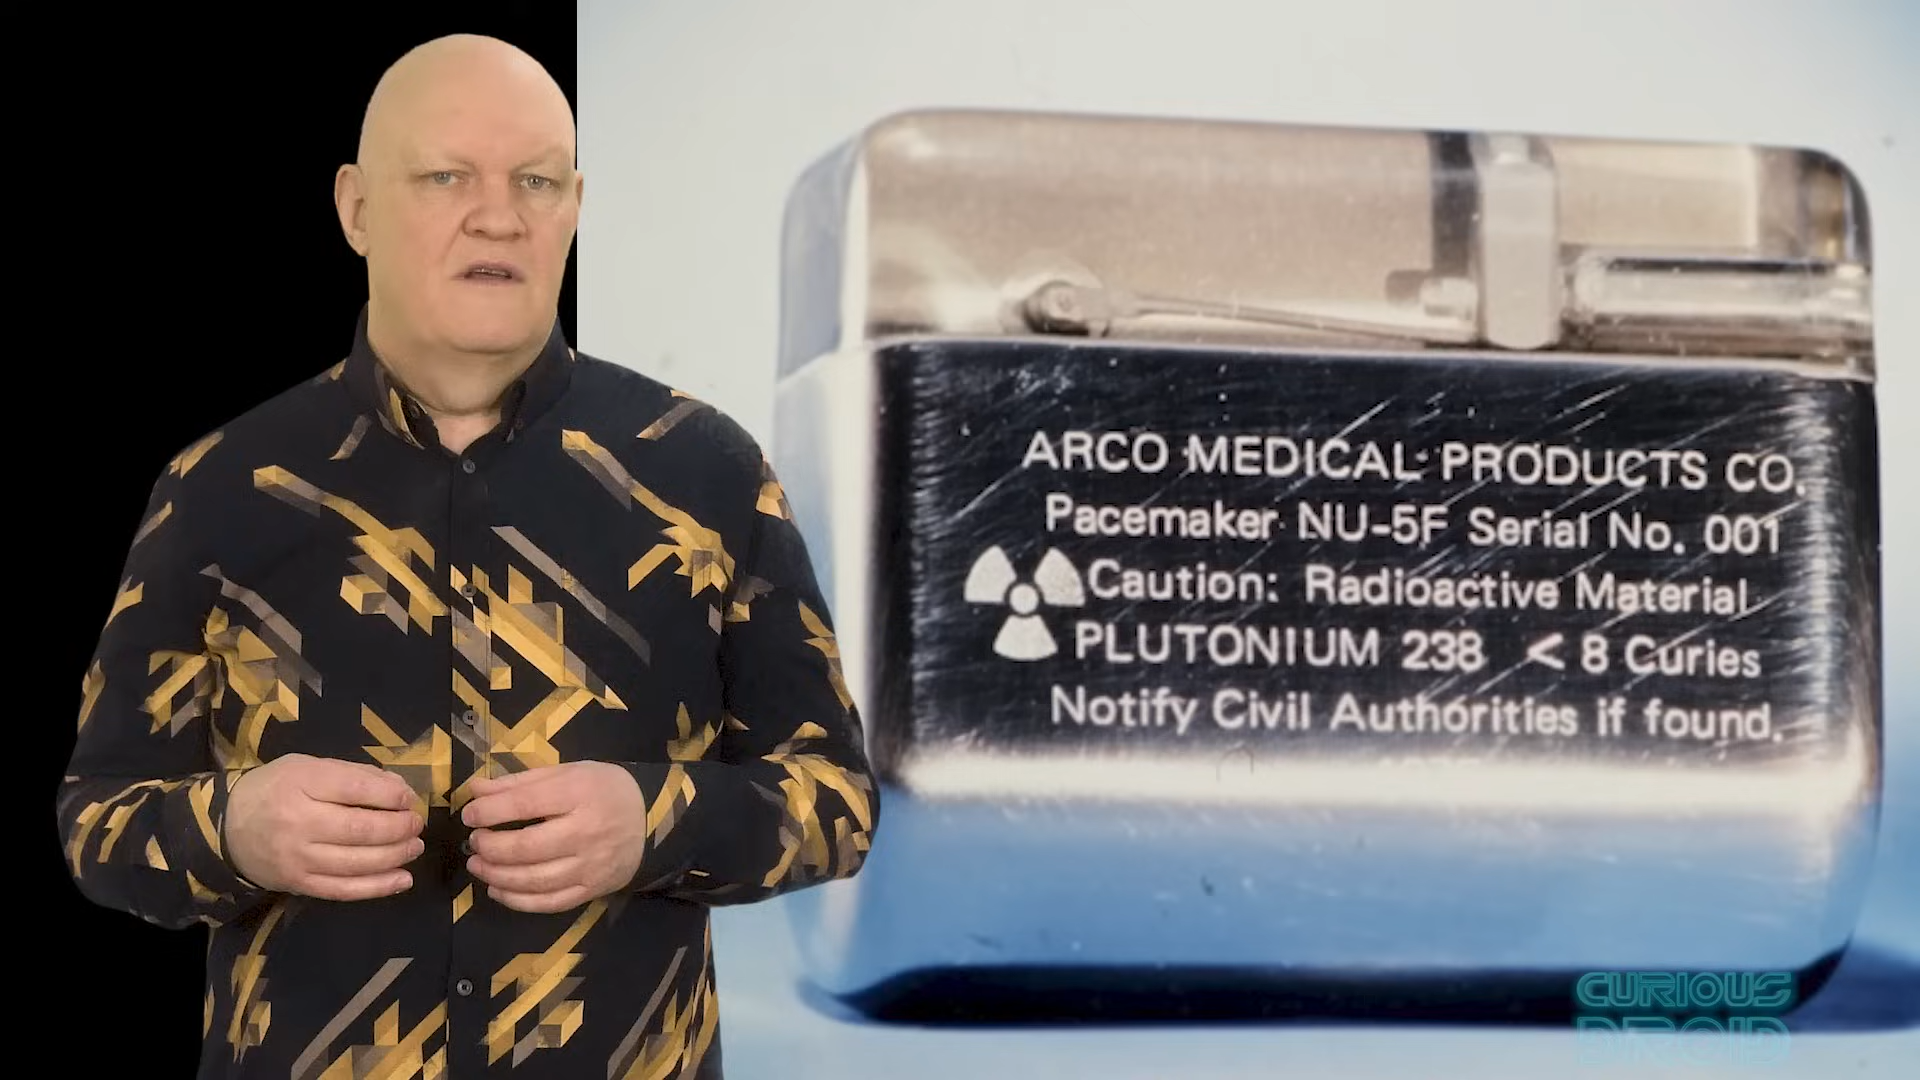 ARCO MEDICAL PRODUCTS CO.
Pacemaker NU-5F Serial No. 001
Caution: Radioactive Material
PLUTONIUM 238 < 8 Curies
Notify Civil Authorities if found.
CURIOUS
DROID